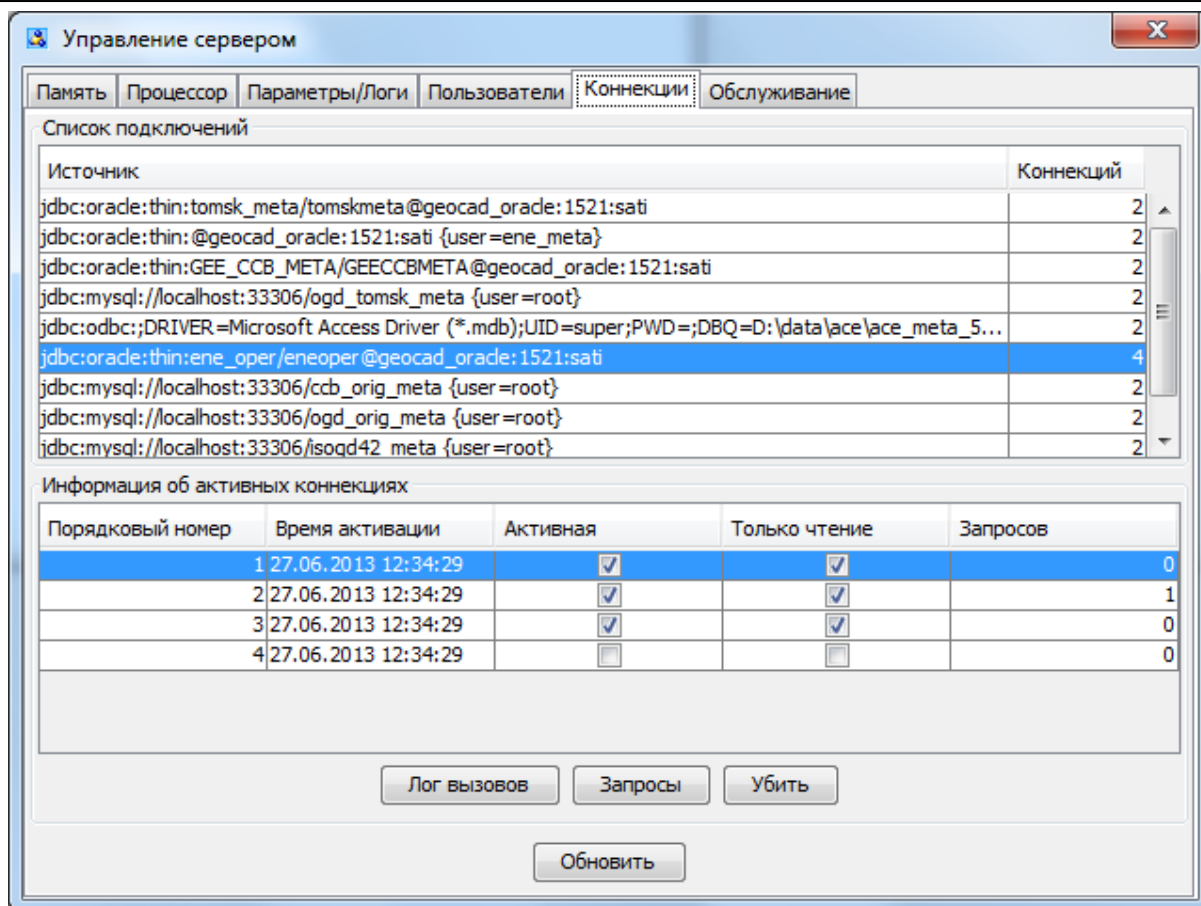 Управление сервером
Память Процессор Параметры/Логи Пользователи Коннекции Обслуживание
Список подключений
Источник Коннекций
jdbc:oracle:thin:tomsk_meta/tomskmeta@geocad_oracle:1521:sati 2
jdbc:oracle:thin:@geocad_oracle:1521:sati {user=ene_meta} 2
jdbc:oracle:thin:GEE_CCB_META/GEECCBMETA@geocad_oracle:1521:sati 2
jdbc:mysql://localhost:33306/ogd_tomsk_meta {user=root} 2
jdbc:odbc:;DRIVER=Microsoft Access Driver (*.mdb);UID=super;PWD=;DBQ=D:\data\ace\ace_meta_5... 2
jdbc:oracle:thin:ene_oper/eneoper@geocad_oracle:1521:sati 4
jdbc:mysql://localhost:33306/ccb_orig_meta {user=root} 2
jdbc:mysql://localhost:33306/ogd_orig_meta {user=root} 2
jdbc:mysql://localhost:33306/isogd42_meta {user=root} 2
Информация об активных коннекциях
Порядковый номер Время активации Активная Только чтение Запросов
1 27.06.2013 12:34:29 0
2 27.06.2013 12:34:29 1
3 27.06.2013 12:34:29 0
4 27.06.2013 12:34:29 0
Лог вызовов Запросы Убить
Обновить